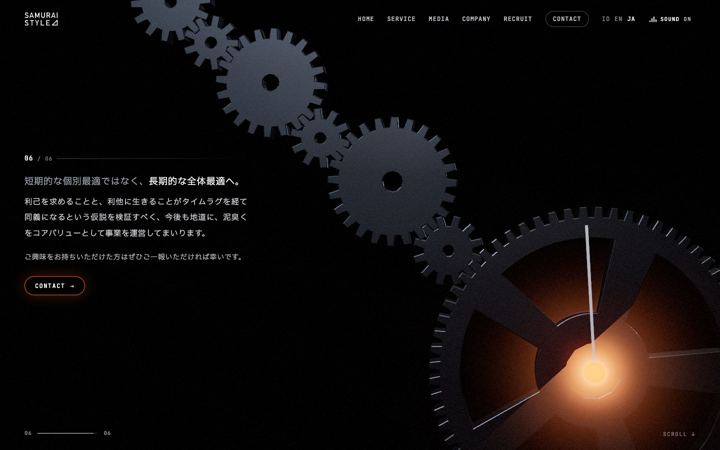 SAMURAI
STYLE
HOME SERVICE MEDIA COMPANY RECRUIT CONTACT ID EN JA SOUND ON
06 / 06
短期的な個別最適ではなく、長期的な全体最適へ。
利己を求めることと、利他に生きることがタイムラグを経て
同義になるという仮説を検証すべく、今後も地道に、泥臭く
をコアバリューとして事業を運営してまいります。
ご興味をお持ちいただけた方はぜひご一報いただければ幸いです。
CONTACT →
06 06
SCROLL ↓